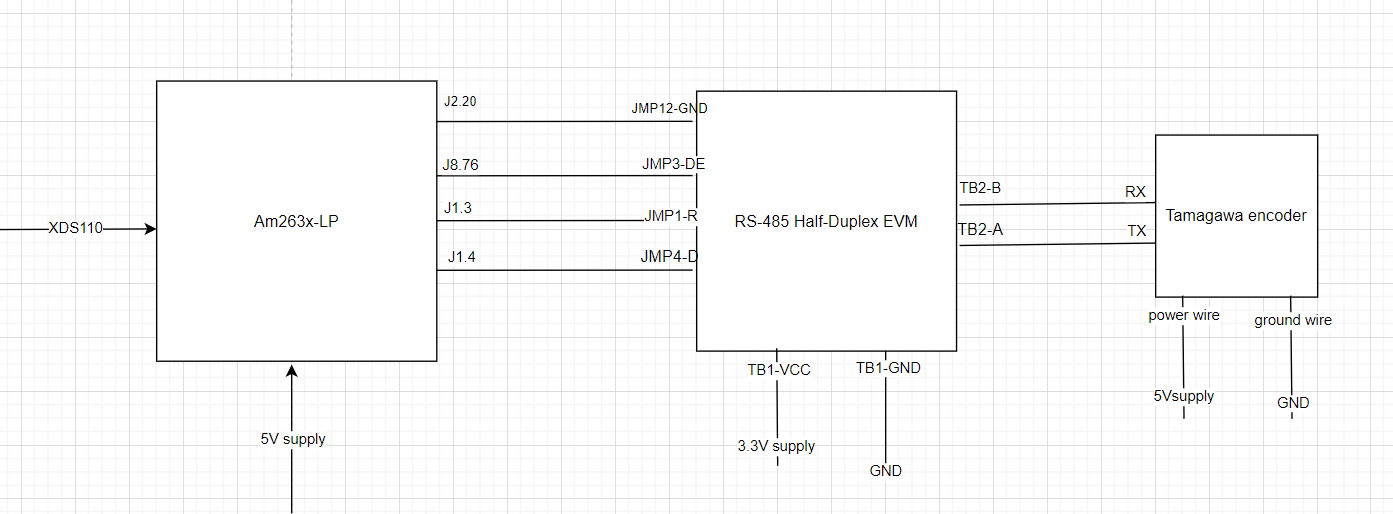 J2.20
JMP12-GND
J8.76
JMP3-DE
TB2-B
RX
J1.3
JMP1-R
XDS110
Am263x-LP
RS-485 Half-Duplex EVM
Tamagawa encoder
TB2-A
TX
J1.4
JMP4-D
power wire
ground wire
TB1-VCC
TB1-GND
5Vsupply
GND
5V supply
3.3V supply
GND